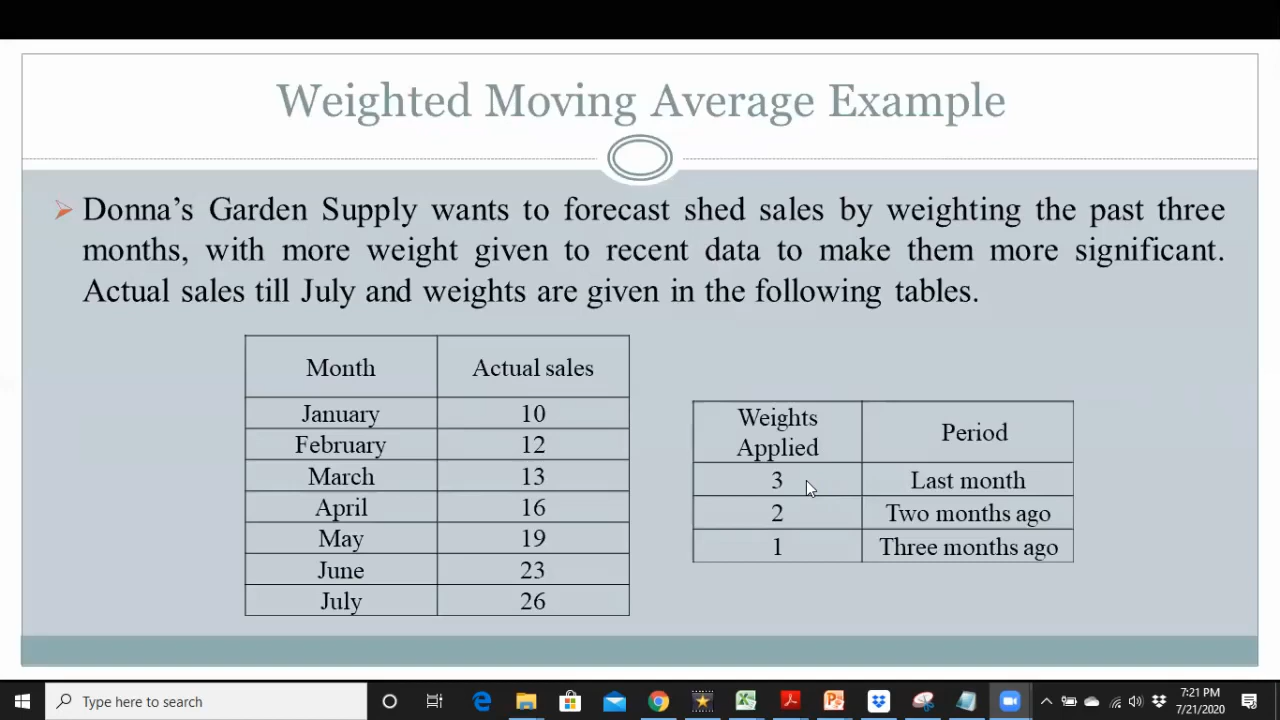 Weighted Moving Average Example
Donna’s Garden Supply wants to forecast shed sales by weighting the past three
months, with more weight given to recent data to make them more significant.
Actual sales till July and weights are given in the following tables.
Month Actual sales
January 10
February 12
March 13
April 16
May 19
June 23
July 26
Weights
Applied
Period
3 Last month
2 Two months ago
1 Three months ago
Type here to search
7:21 PM
7/21/2020